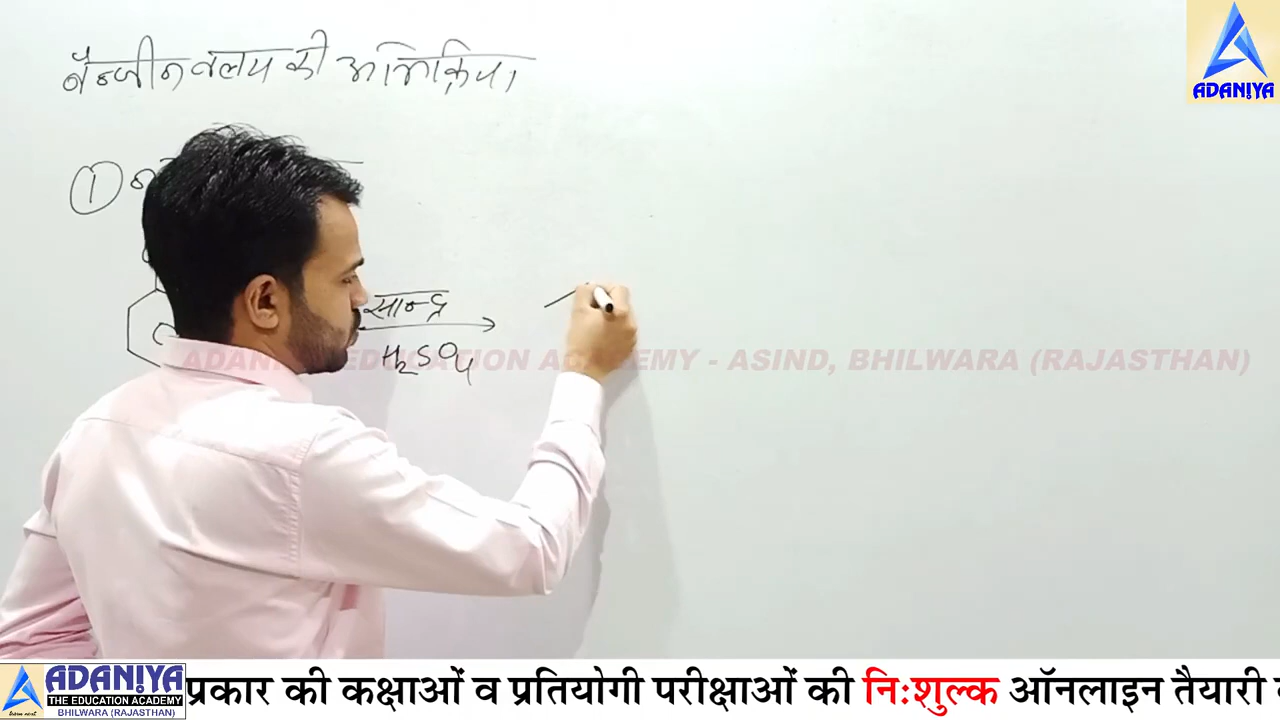 बैन्जीन वलय की अभिक्रिया
ADANIYA
1
सान्द्र
H₂SO₄
ADANIYA EDUCATION ACADEMY - ASIND, BHILWARA (RAJASTHAN)
ADANIYA
THE EDUCATION ACADEMY
BHILWARA (RAJASTHAN)
प्रकार की कक्षाओं व प्रतियोगी परीक्षाओं की निःशुल्क ऑनलाइन तैयारी